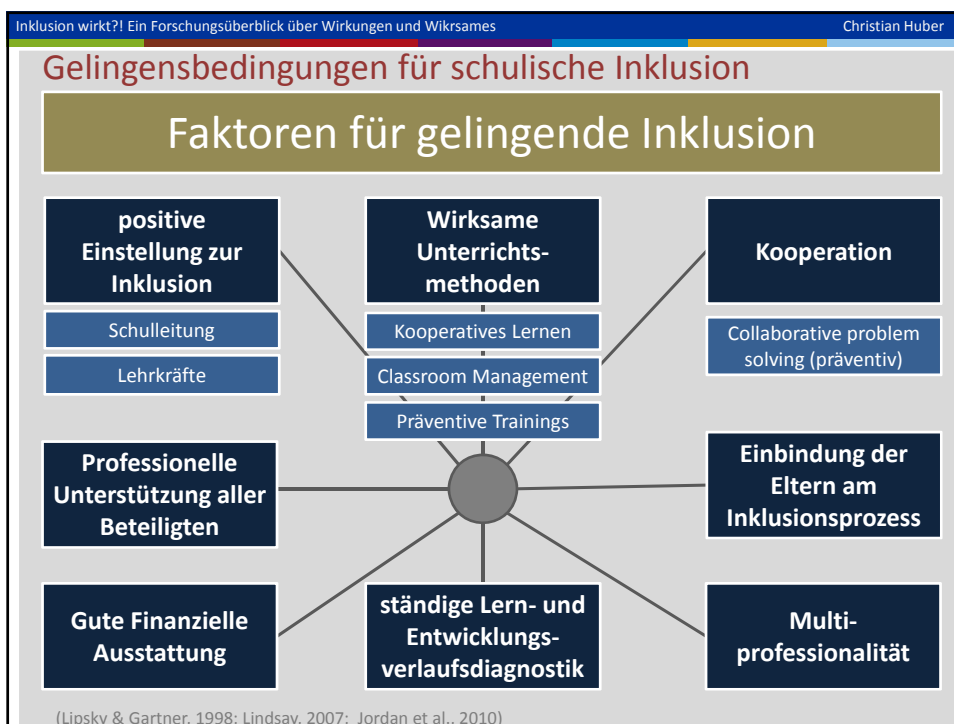 Inklusion wirkt?! Ein Forschungsüberblick über Wirkungen und Wikrsames
Christian Huber
Gelingensbedingungen für schulische Inklusion
Faktoren für gelingende Inklusion
positive
Einstellung zur
Inklusion
Schulleitung
Lehrkräfte
Wirksame
Unterrichts-
methoden
Kooperatives Lernen
Classroom Management
Präventive Trainings
Kooperation
Collaborative problem
solving (präventiv)
Professionelle
Unterstützung aller
Beteiligten
Einbindung der
Eltern am
Inklusionsprozess
Gute Finanzielle
Ausstattung
ständige Lern- und
Entwicklungs-
verlaufsdiagnostik
Multi-
professionalität
(Lipsky & Gartner, 1998; Lindsay, 2007; Jordan et al., 2010)